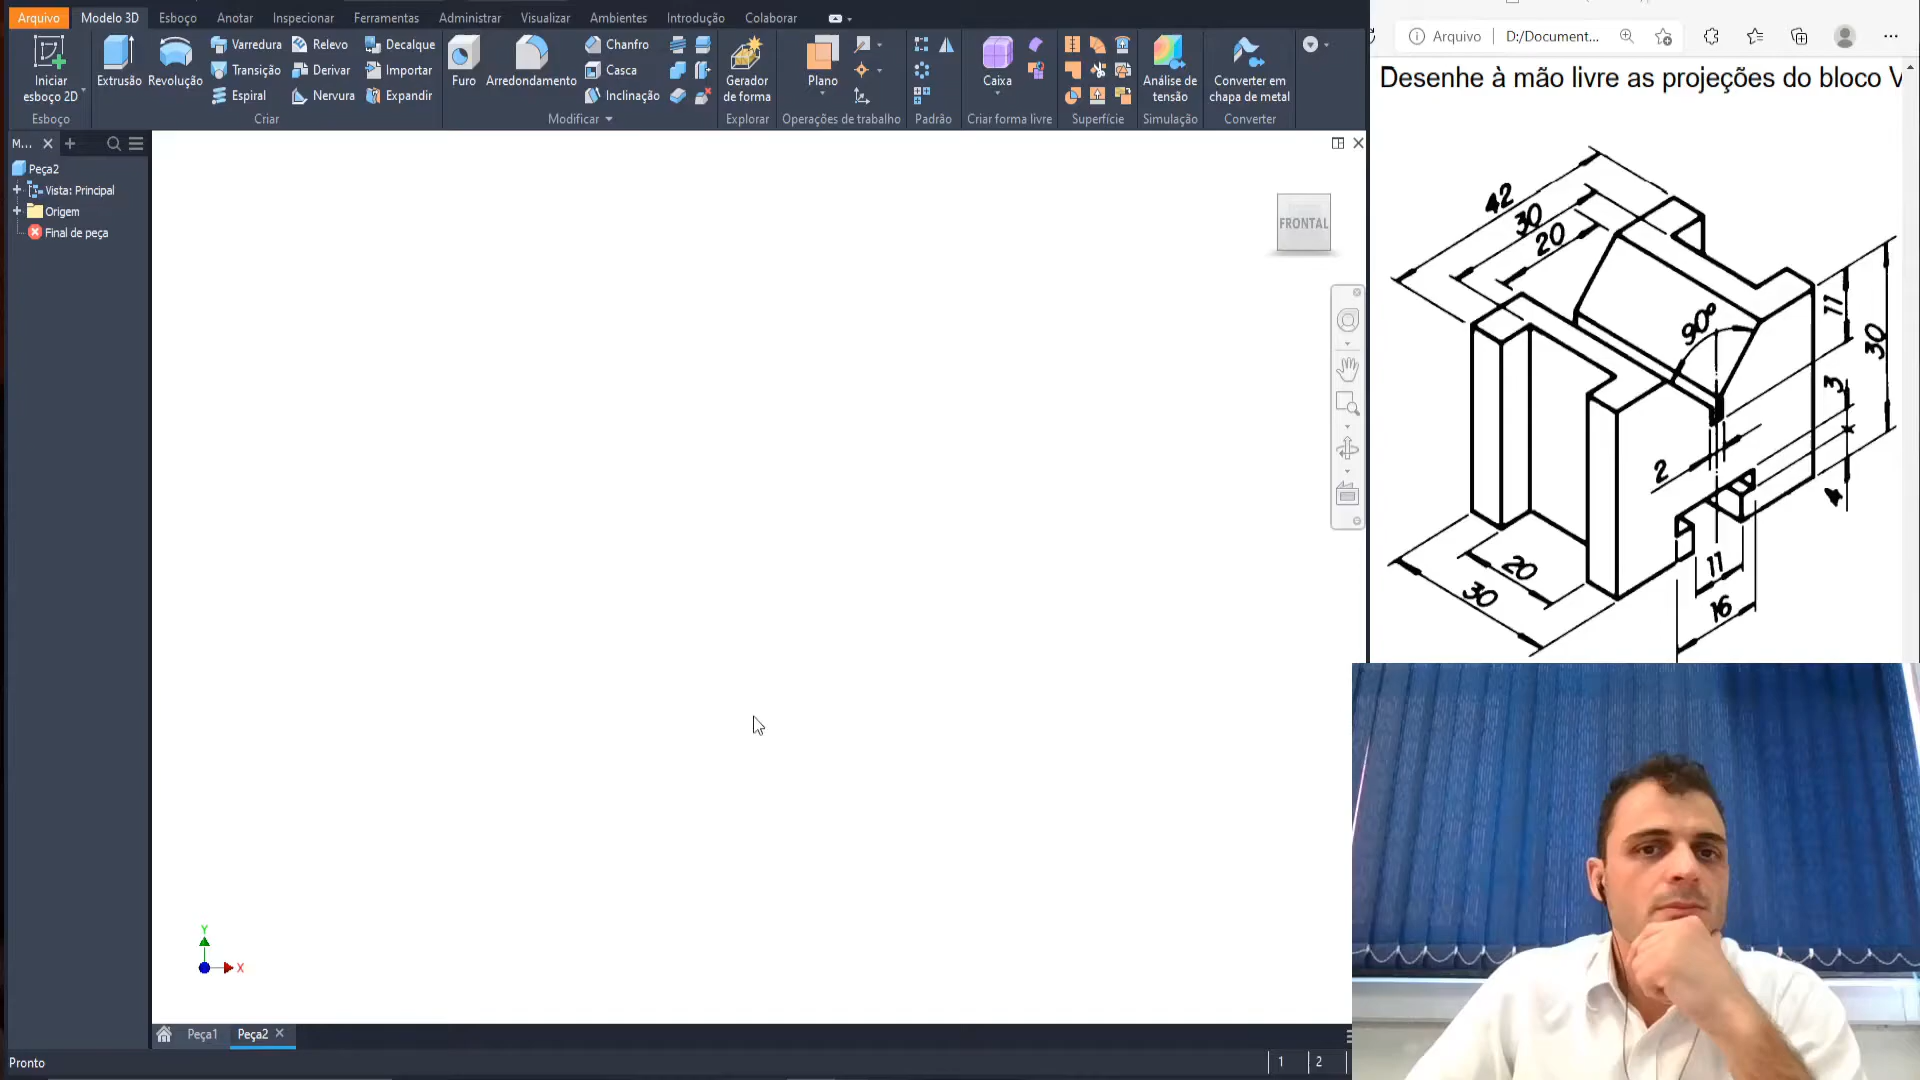 Arquivo Modelo 3D Esboço Anotar Inspecionar Ferramentas Administrar Visualizar Ambientes Introdução Colaborar
Iniciar
esboço 2D
Extrusão
Revolução
Varredura
Transição
Espiral
Relevo
Derivar
Nervura
Decalque
Importar
Expandir
Furo
Arredondamento
Chanfro
Casca
Inclinação
Gerador
de forma
Plano
Caixa
Análise de
tensão
Converter em
chapa de metal
Esboço Criar Modificar Explorar Operações de trabalho Padrão Criar forma livre Superfície Simulação Converter
M...
Peça2
Vista: Principal
Origem
Final de peça
FRONTAL
Y
X
Peça1 Peça2
Pronto
1 2
Arquivo D:/Document...
Desenhe à mão livre as projeções do bloco V
42
30
20
90°
11
30
3
2
4
20
30
11
16